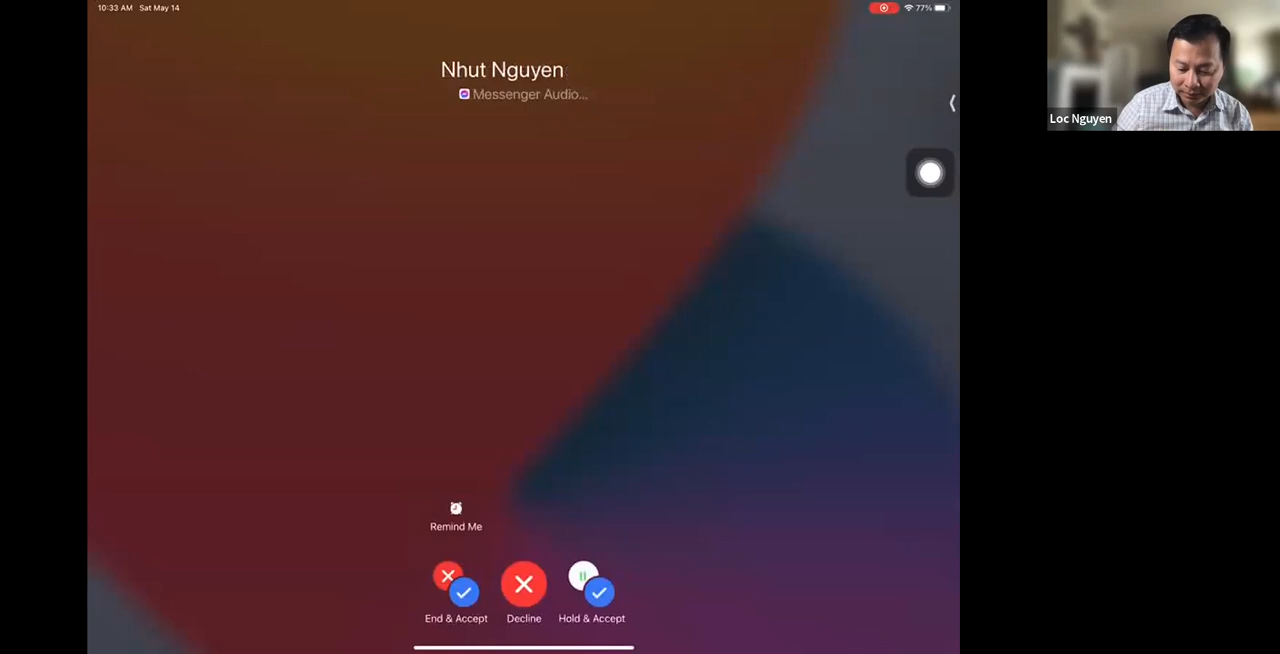 10:33 AM Sat May 14
77%
Nhut Nguyen
Messenger Audio...
Loc Nguyen
Remind Me
End & Accept
Decline
Hold & Accept